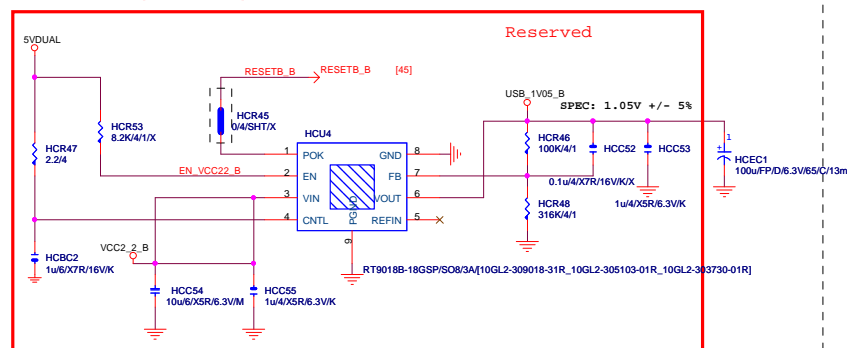 Reserved
5VDUAL
RESETB_B
RESETB_B
[45]
USB_1V05_B
SPEC: 1.05V +/- 5%
HCR53
8.2K/4/1/X
HCR45
0/4/SHT/X
HCU4
HCR47
2.2/4
HCR46
100K/4/1
HCC52
HCC53
1
+
HCEC1
100u/FP/D/6.3V/65/C/13m
1
POK
GND
8
EN_VCC22_B
2
EN
FB
7
3
VIN
VOUT
6
4
CNTL
REFIN
5
PGND
9
0.1u/4/X7R/16V/K/X
1u/4/X5R/6.3V/K
HCR48
316K/4/1
VCC2_2_B
HCBC2
1u/6/X7R/16V/K
RT9018B-18GSP/SO8/3A/[10GL2-309018-31R_10GL2-305103-01R_10GL2-303730-01R]
HCC54
10u/6/X5R/6.3V/M
HCC55
1u/4/X5R/6.3V/K